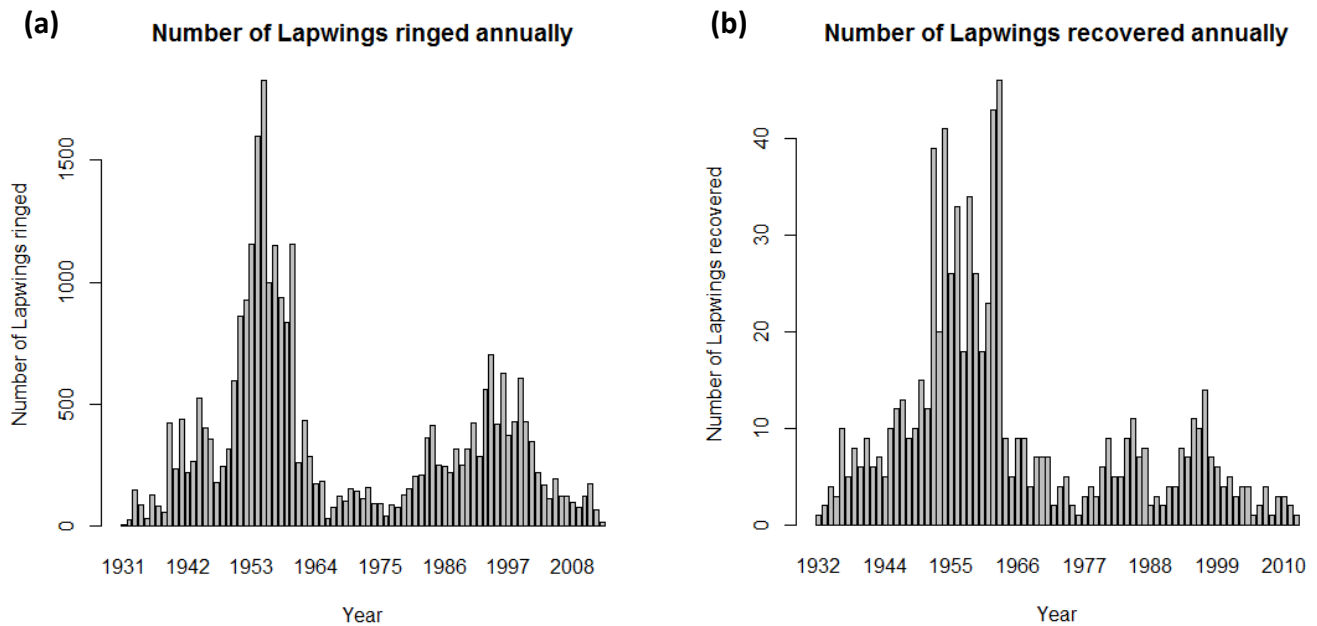 (a)
Number of Lapwings ringed annually
Number of Lapwings ringed
1500
1000
500
0
1931 1942 1953 1964 1975 1986 1997 2008
Year
(b)
Number of Lapwings recovered annually
Number of Lapwings recovered
40
30
20
10
0
1932 1944 1955 1966 1977 1988 1999 2010
Year